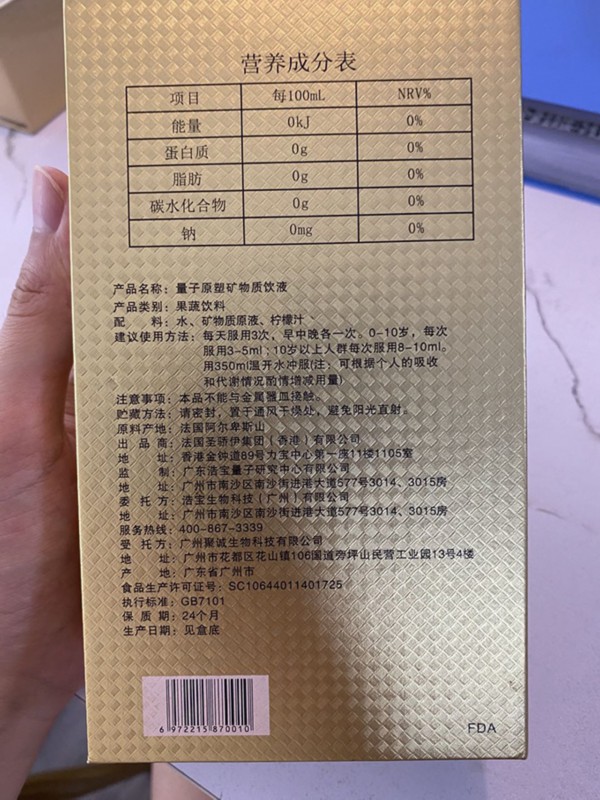 营养成分表
项目 每100mL NRV%
能量 0kJ 0%
蛋白质 0g 0%
脂肪 0g 0%
碳水化合物 0g 0%
钠 0mg 0%
产品名称：量子原塑矿物质饮液
产品类别：果蔬饮料
配 料：水、矿物质原液、柠檬汁
建议使用方法：每天服用3次，早中晚各一次。0-10岁，每次
服用3-5ml；10岁以上人群每次服用8-10ml。
用350ml温开水冲服(注：可根据个人的吸收
和代谢情况酌情增减用量)
注意事项：本品不能与金属器皿接触。
贮藏方法：请密封，置于通风干燥处，避免阳光直射。
原料产地：法国阿尔卑斯山
出 品 商：法国圣骄伊集团（香港）有限公司
地 址：香港金钟道89号力宝中心第一座11楼1105室
监 制：广东浩宝量子研究中心有限公司
地 址：广州市南沙区南沙街进港大道577号3014、3015房
委 托 方：浩宝生物科技（广州）有限公司
地 址：广州市南沙区南沙街进港大道577号3014、3015房
服务热线：400-667-3339
受 托 方：广州聚诚生物科技有限公司
地 址：广州市花都区花山镇106国道旁坪山民营工业园13号4楼
产 地：广东省广州市
食品生产许可证号：SC10644011401725
执行标准：GB7101
保 质 期：24个月
生产日期：见盒底
6 972215 870010
FDA